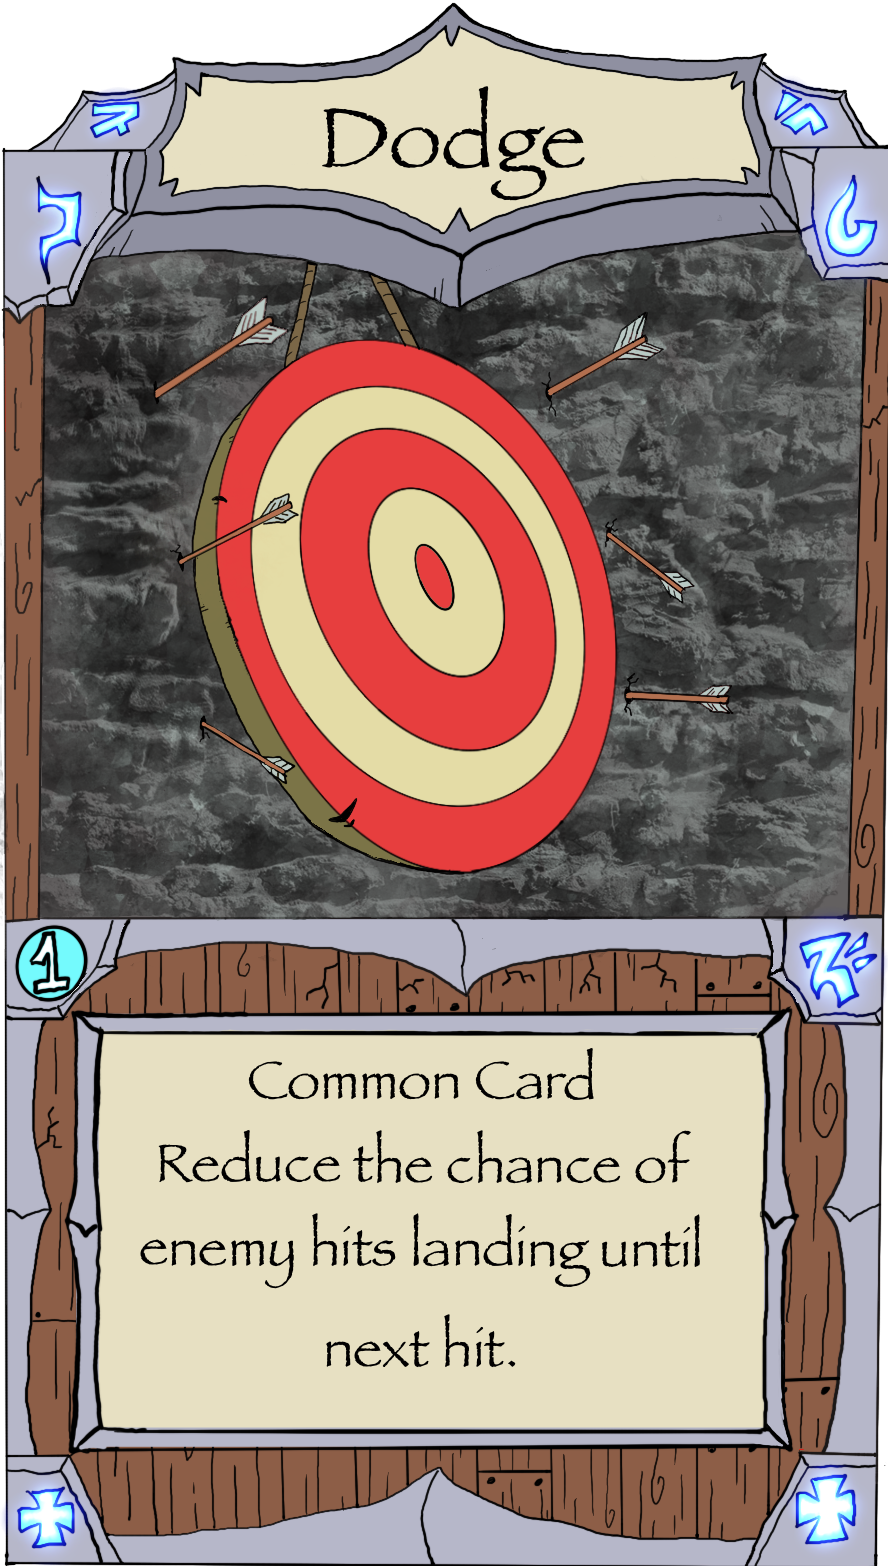 Dodge
1
Common Card
Reduce the chance of
enemy hits landing until
next hit.